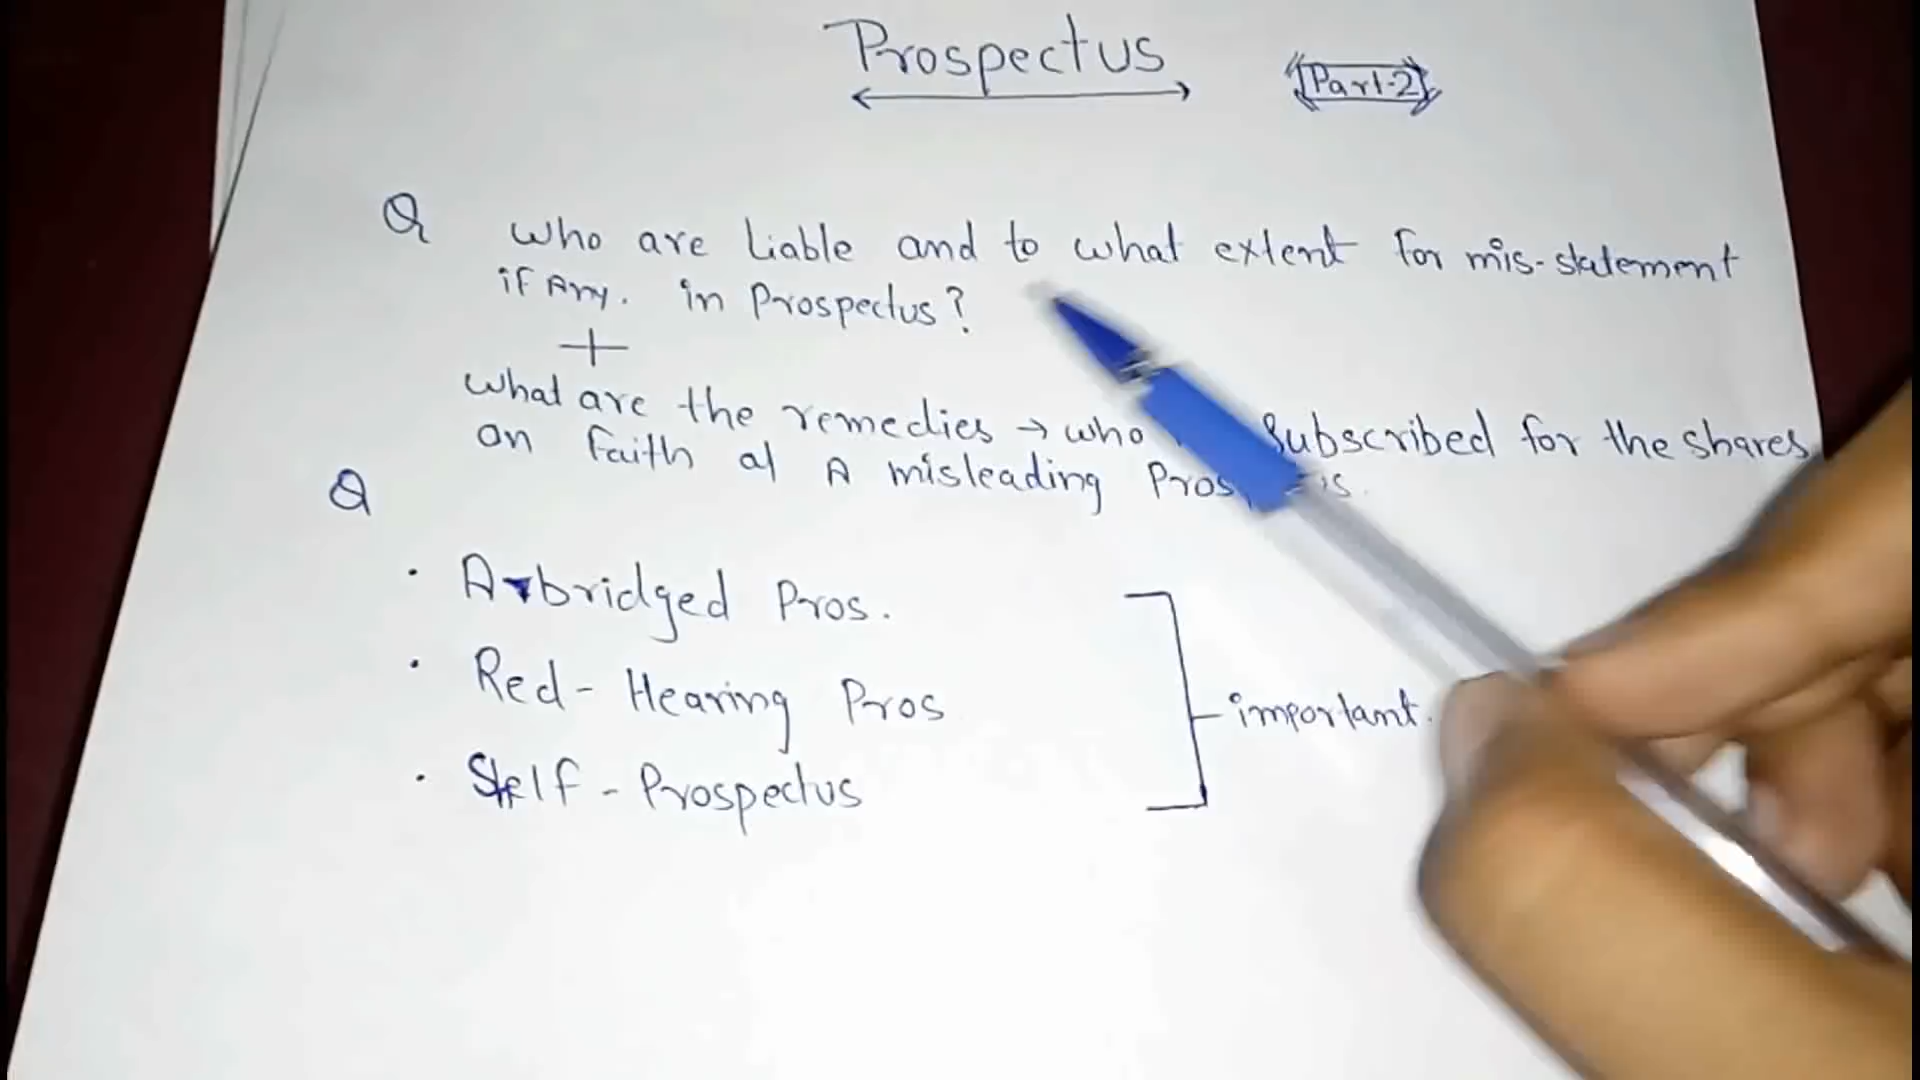 Prospectus
Part-2
Q who are liable and to what extent for mis-statement
if Any. in Prospectus?
+
what are the remedies → who subscribed for the shares
on faith of A misleading
Q
· A-bridged Pros.
· Red-Hearing Pros
· Self-Prospectus
important.